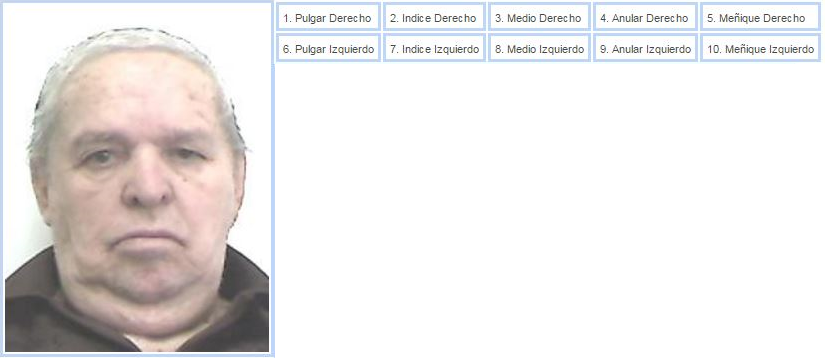 1. Pulgar Derecho 2. Indice Derecho 3. Medio Derecho 4. Anular Derecho 5. Meñique Derecho
6. Pulgar Izquierdo 7. Indice Izquierdo 8. Medio Izquierdo 9. Anular Izquierdo 10. Meñique Izquierdo